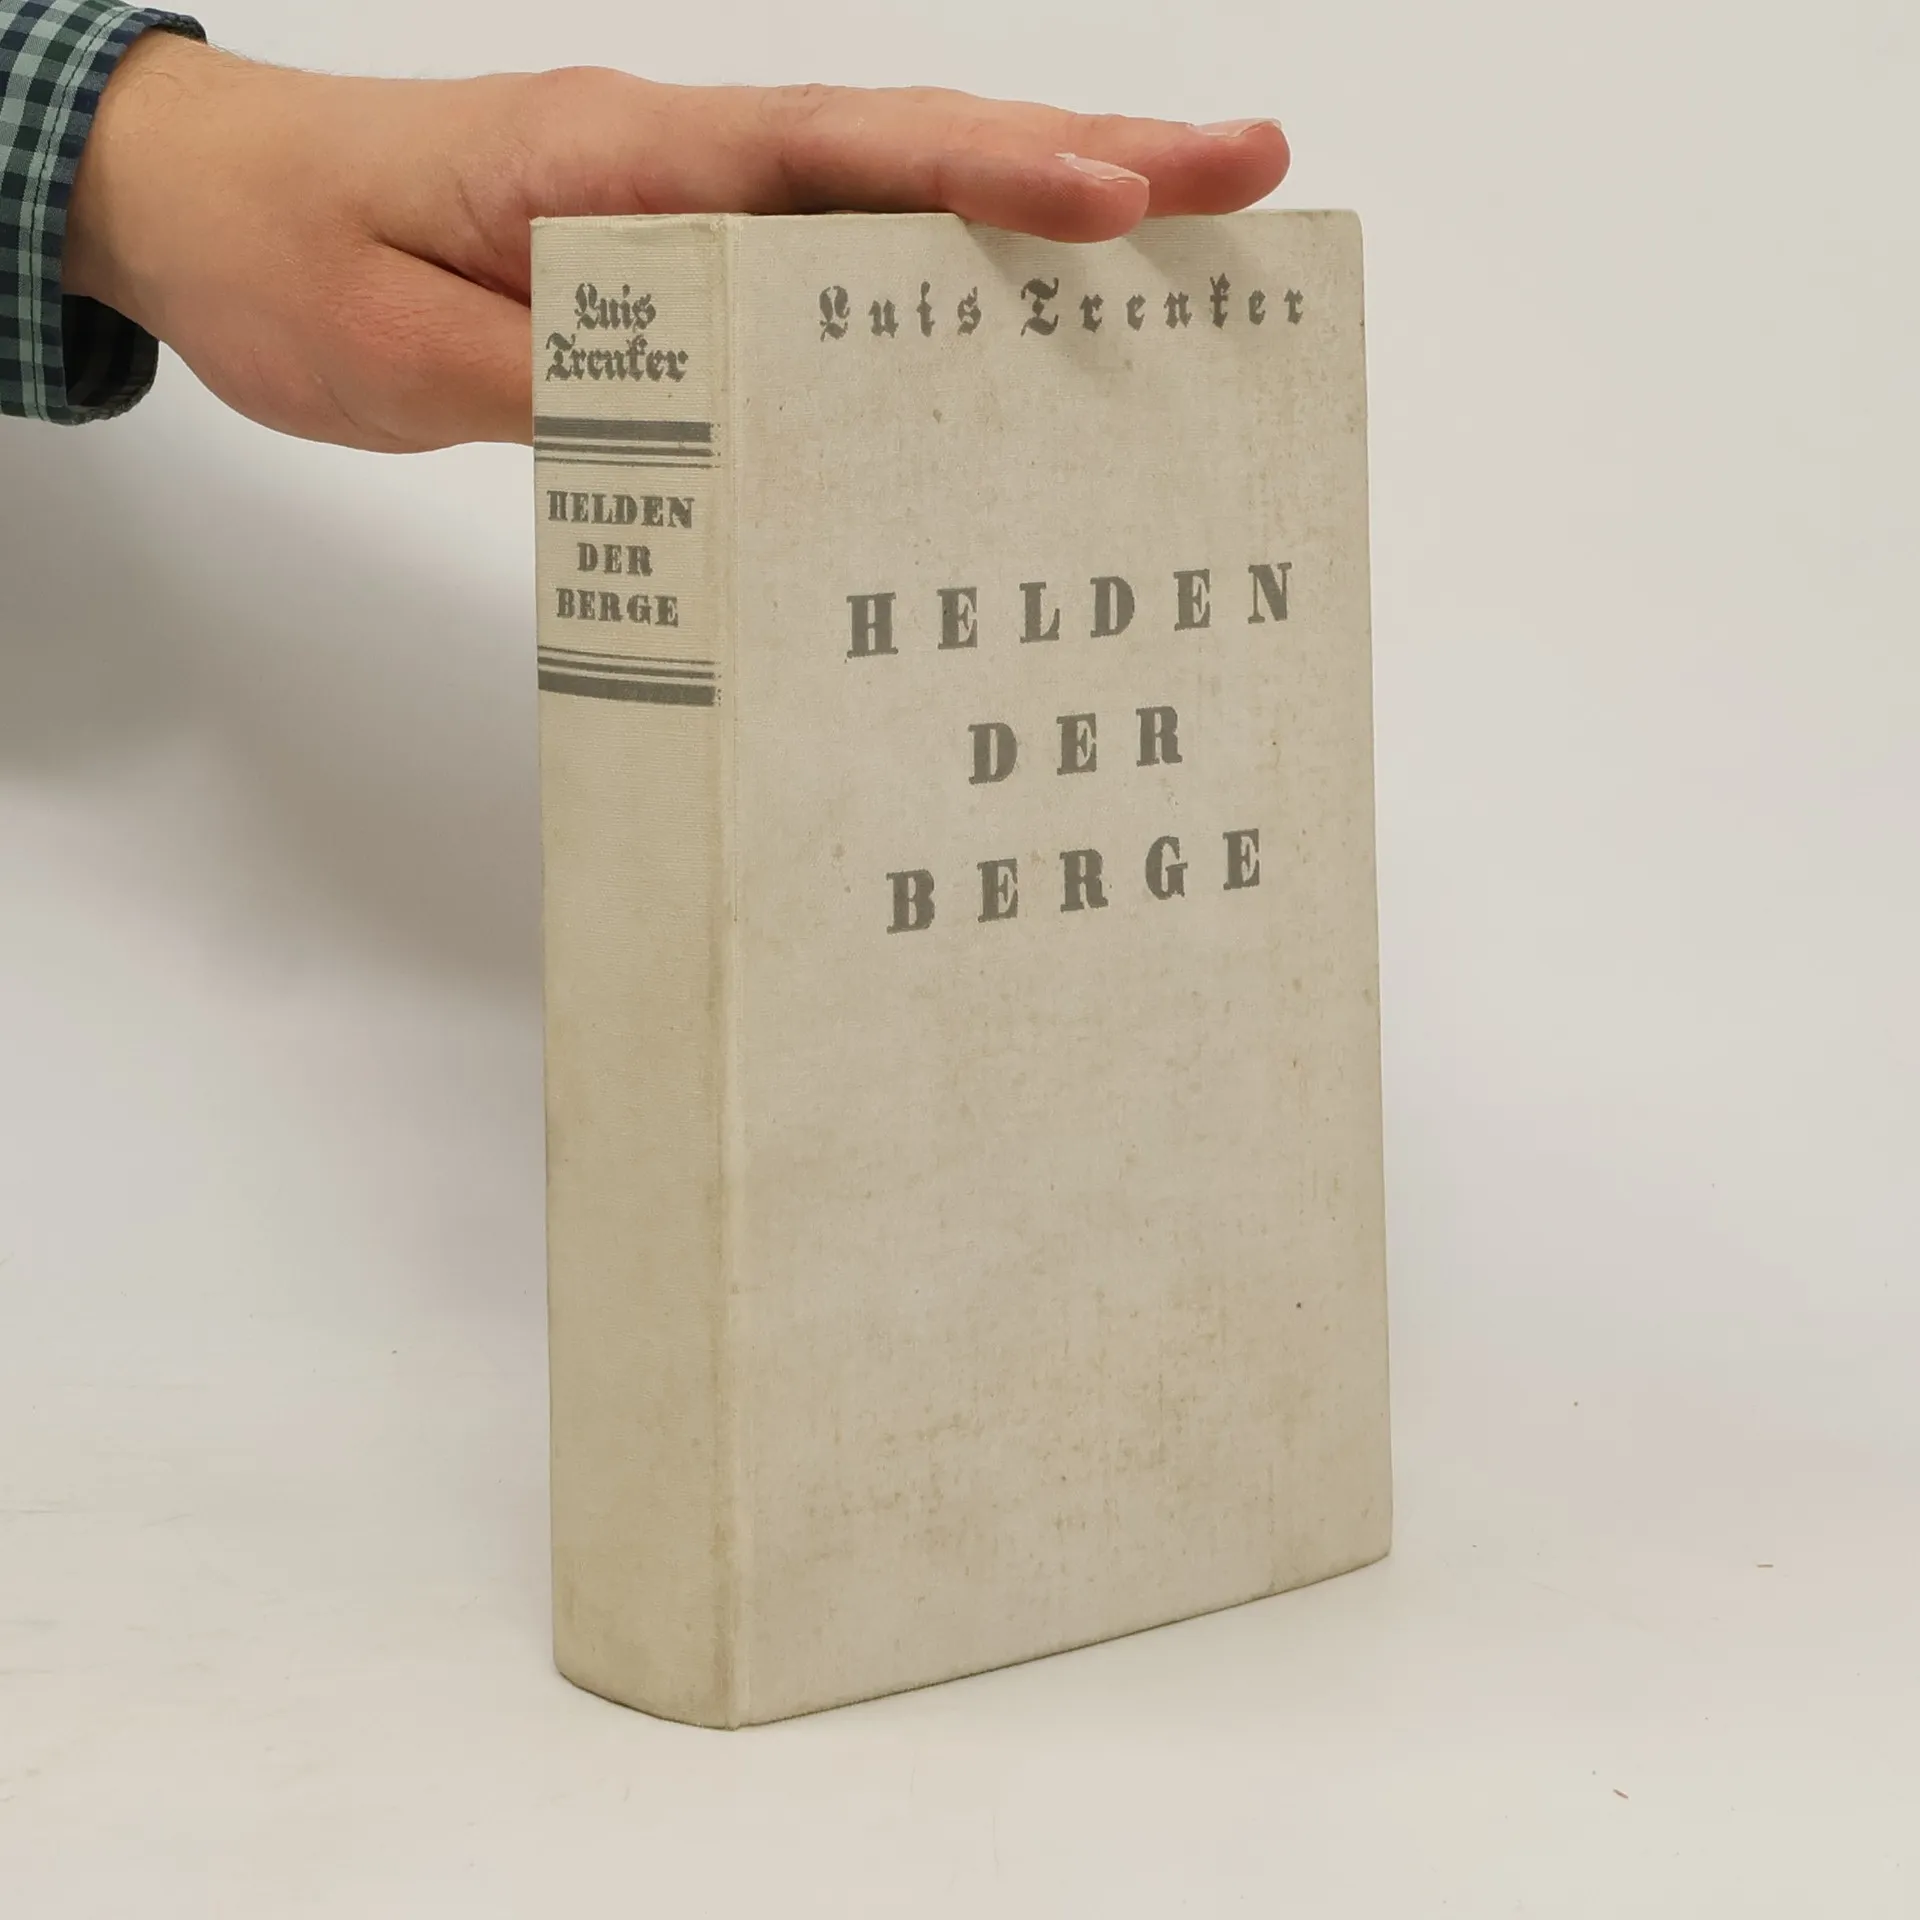 Luis
Trenker
HELDEN
DER
BERGE
Luis Trenker
HELDEN
DER
BERGE